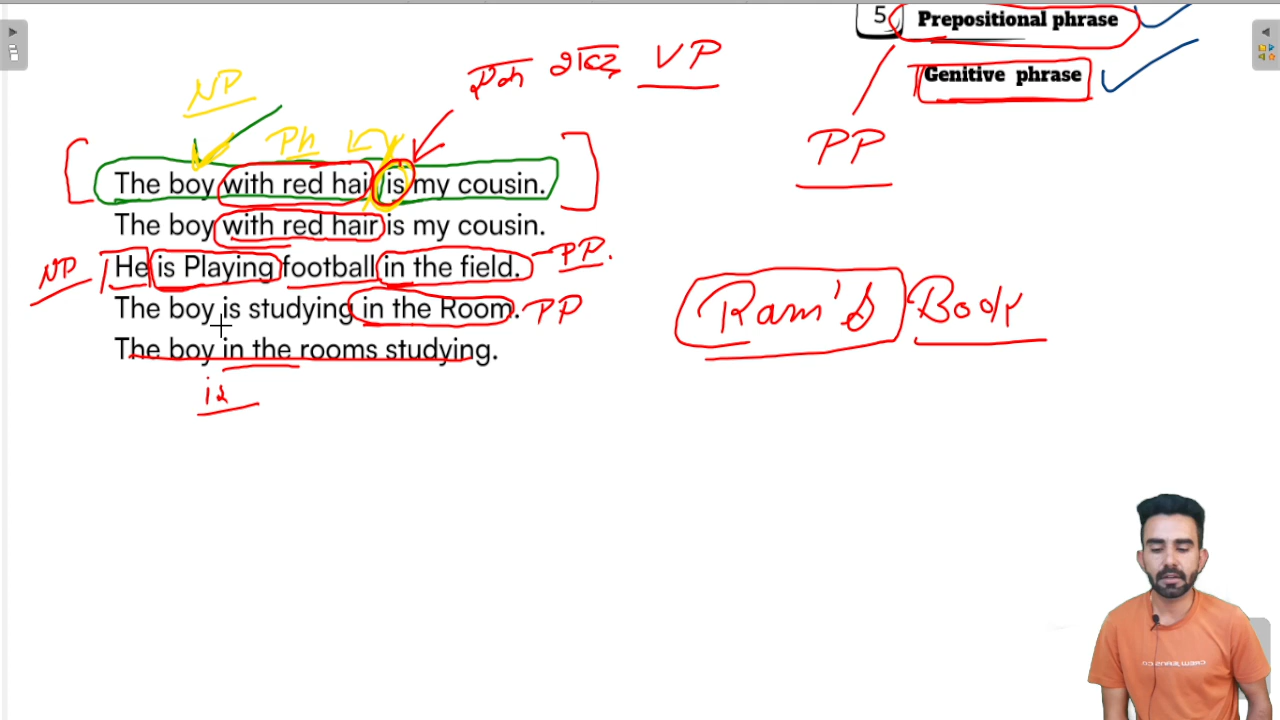 5 Prepositional phrase
Genitive phrase
VP
NP
Ph
PP
The boy with red hai is my cousin.
The boy with red hair is my cousin.
NP He is Playing football in the field. PP.
The boy is studying in the Room. PP
The boy in the rooms studying.
is
Ram's Body